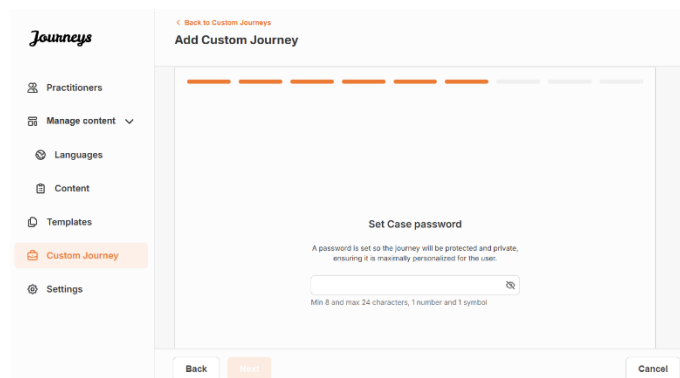 Journeys
< Back to Custom Journeys
Add Custom Journey
Practitioners
Manage content
Languages
Content
Templates
Custom Journey
Settings
Set Case password
A password is set so the journey will be protected and private,
ensuring it is maximally personalized for the user.
Min 8 and max 24 characters, 1 number and 1 symbol
Back
Next
Cancel